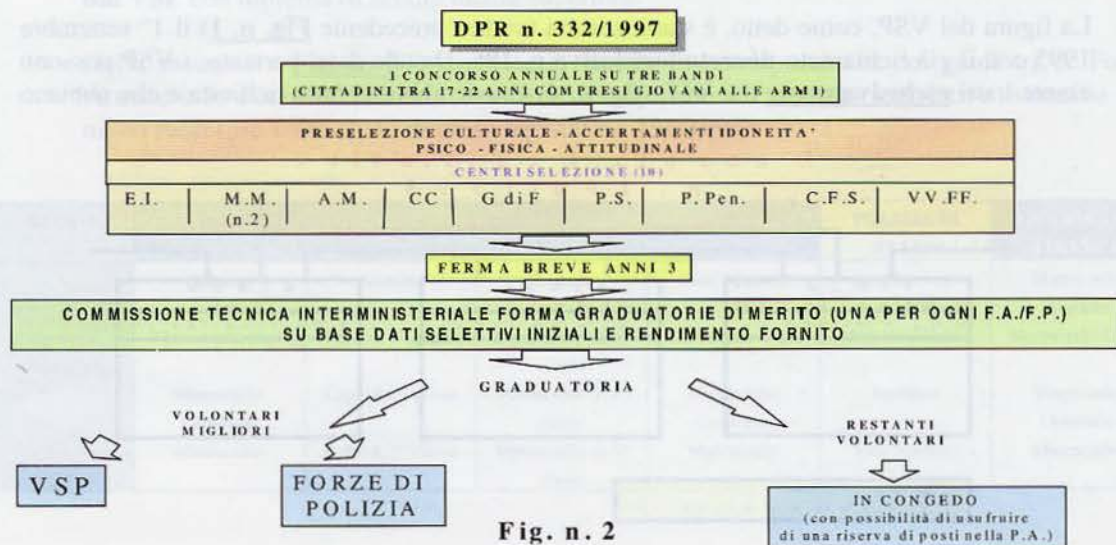 DPR n. 332/1997
1 CONCORSO ANNUALE SU TRE BANDI
(CITTADINI TRA 17-22 ANNI COMPRESI GIOVANI ALLE ARMI)
PRESELEZIONE CULTURALE - ACCERTAMENTI IDONEITA'
PSICO - FISICA - ATTITUDINALE
CENTRI SELEZIONE (10)
E.I. M.M. A.M. CC G di F P.S. P.Pen. C.F.S. VV.FF.
(n.2)
FERMA BREVE ANNI 3
COMMISSIONE TECNICA INTERMINISTERIALE FORMA GRADUATORIE DI MERITO (UNA PER OGNI F.A./F.P.)
SU BASE DATI SELETTIVI INIZIALI E RENDIMENTO FORNITO
GRADUATORIA
VOLONTARI
MIGLIORI
RESTANTI
VOLONTARI
VSP
FORZE DI
POLIZIA
IN CONGEDO
(con possibilità di usufruire
di una riserva di posti nella P.A.)
Fig. n. 2